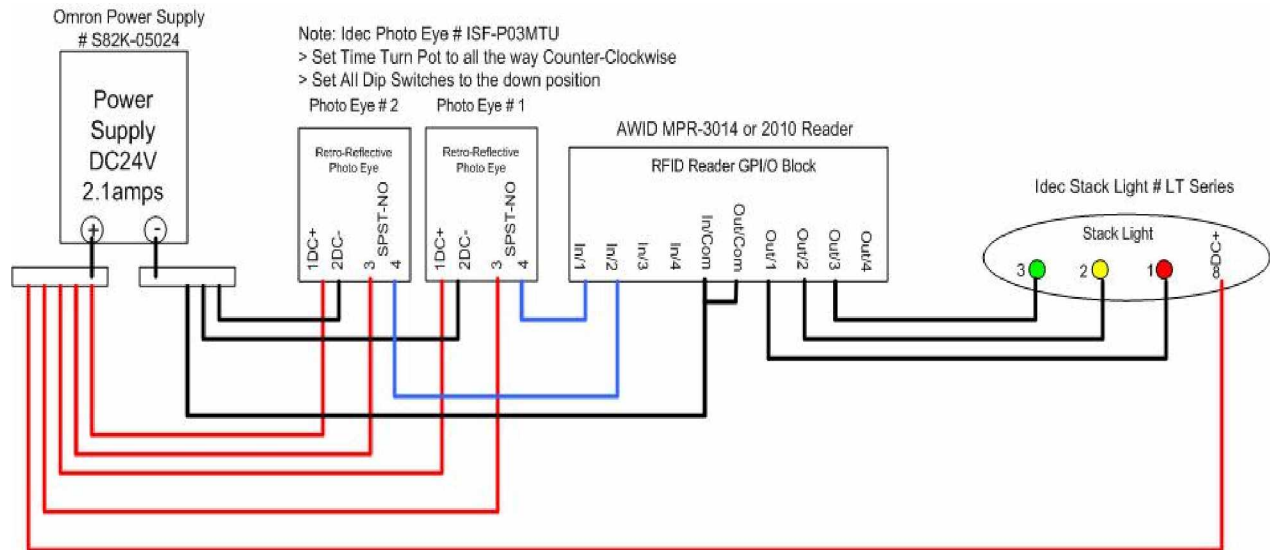 Omron Power Supply
# S82K-05024
Power
Supply
DC24V
2.1amps
+
-
Note: Idec Photo Eye # ISF-P03MTU
> Set Time Turn Pot to all the way Counter-Clockwise
> Set All Dip Switches to the down position
Photo Eye # 2
Retro-Reflective
Photo Eye
1DC+
2DC-
3
SPST-NO
4
Photo Eye # 1
Retro-Reflective
Photo Eye
1DC+
2DC-
3
SPST-NO
4
AWID MPR-3014 or 2010 Reader
RFID Reader GPI/O Block
In/1
In/2
In/3
In/4
In/Com
Out/Com
Out/1
Out/2
Out/3
Out/4
Idec Stack Light # LT Series
Stack Light
3
2
1
8DC+